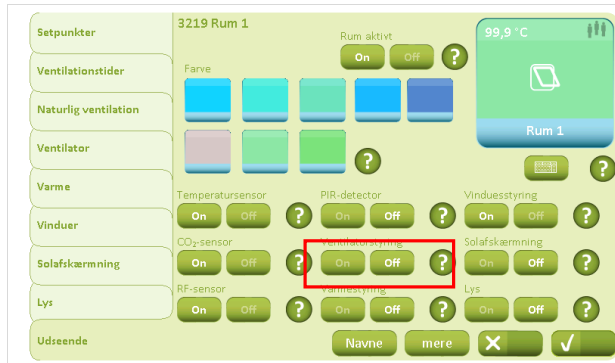 Setpunkter
Ventilationstider
Naturlig ventilation
Ventilator
Varme
Vinduer
Solafskærmning
Lys
Udseende
3219 Rum 1
Rum aktivt
On Off ?
Farve
?
99,9 °C
Rum 1
?
Temperatursensor PIR-detector Vinduesstyring
On Off ? On Off ? On Off ?
CO₂-sensor Ventilatorstyring Solafskærmning
On Off ? On Off ? On Off ?
RF-sensor Varmestyring Lys
On Off ? On Off ? On Off ?
Navne mere